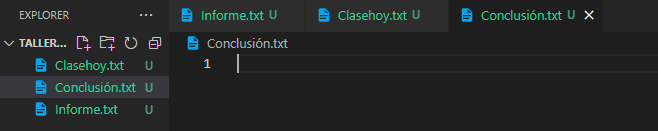 EXPLORER
TALLER...
Clasehoy.txt U
Conclusión.txt U
Informe.txt U
Informe.txt U Clasehoy.txt U Conclusión.txt U
Conclusión.txt
1